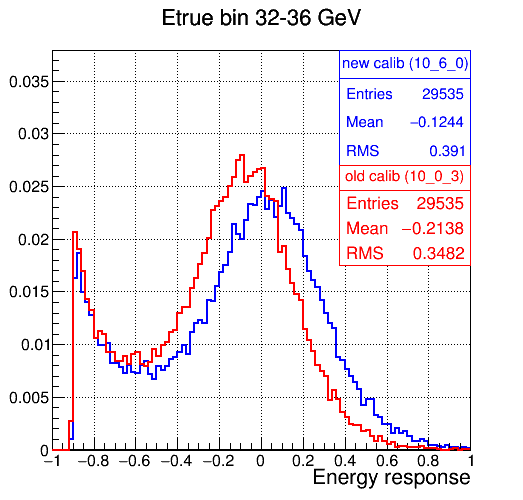 Etrue bin 32-36 GeV
new calib (10_6_0)
Entries 29535
Mean −0.1244
RMS 0.391
old calib (10_0_3)
Entries 29535
Mean −0.2138
RMS 0.3482
0.035
0.03
0.025
0.02
0.015
0.01
0.005
0
−1 −0.8 −0.6 −0.4 −0.2 0 0.2 0.4 0.6 0.8 1
Energy response